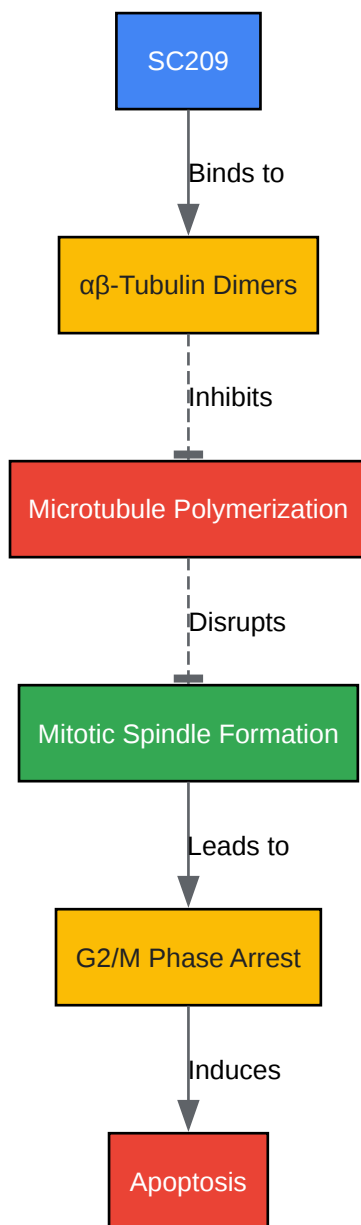 SC209
Binds to
αβ-Tubulin Dimers
Inhibits
Microtubule Polymerization
Disrupts
Mitotic Spindle Formation
Leads to
G2/M Phase Arrest
Induces
Apoptosis